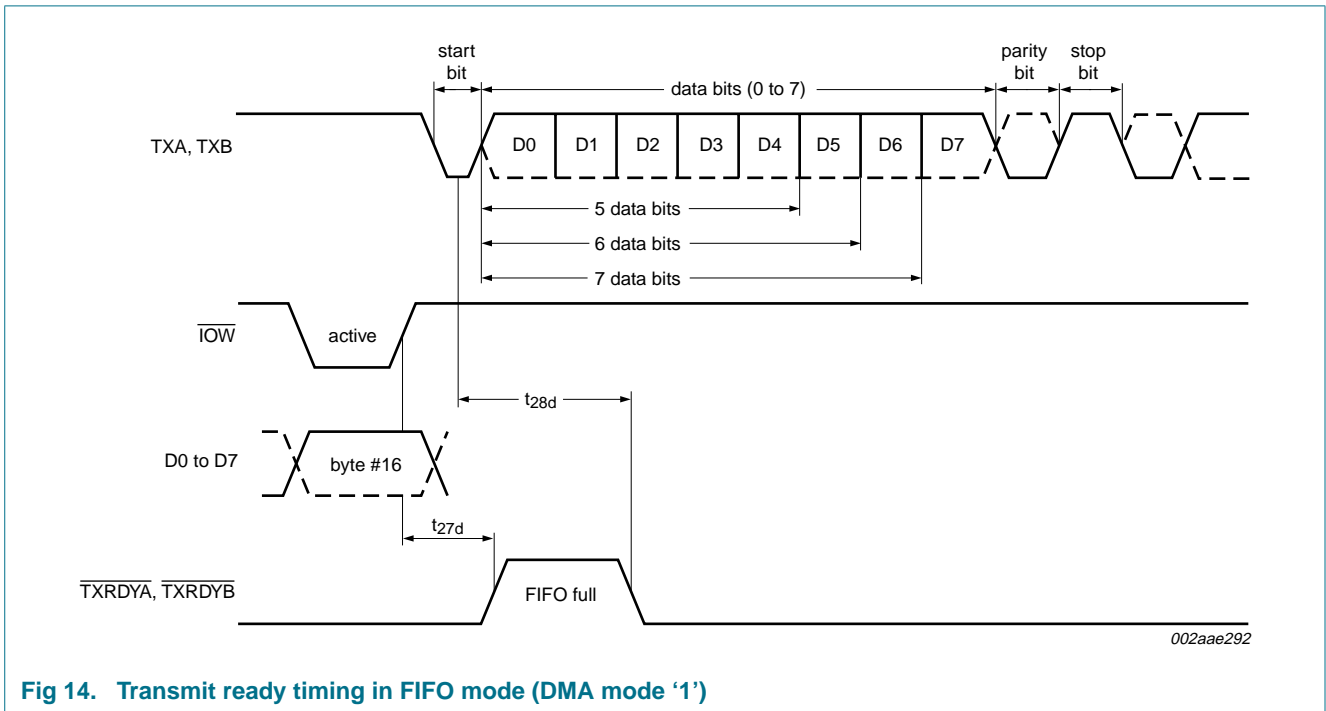 start
bit
parity
bit
stop
bit
data bits (0 to 7)
TXA, TXB
D0 D1 D2 D3 D4 D5 D6 D7
5 data bits
6 data bits
7 data bits
IOW
active
t28d
D0 to D7
byte #16
t27d
TXRDYA, TXRDYB
FIFO full
002aae292
Fig 14. Transmit ready timing in FIFO mode (DMA mode ‘1’)